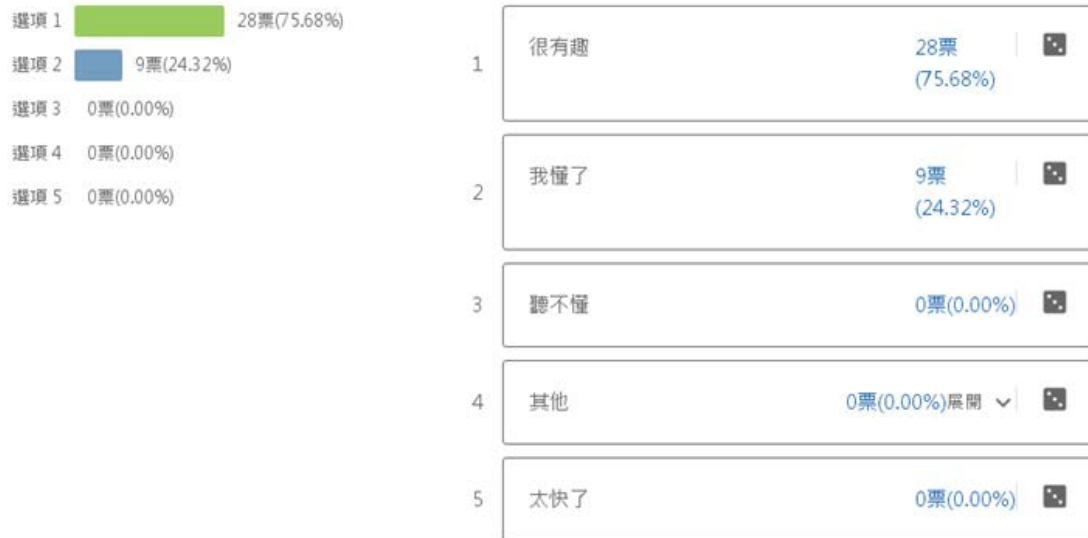 選項 1 28票(75.68%)
選項 2 9票(24.32%)
選項 3 0票(0.00%)
選項 4 0票(0.00%)
選項 5 0票(0.00%)
1 很有趣 28票
(75.68%)
2 我懂了 9票
(24.32%)
3 聽不懂 0票(0.00%)
4 其他 0票(0.00%)展開
5 太快了 0票(0.00%)